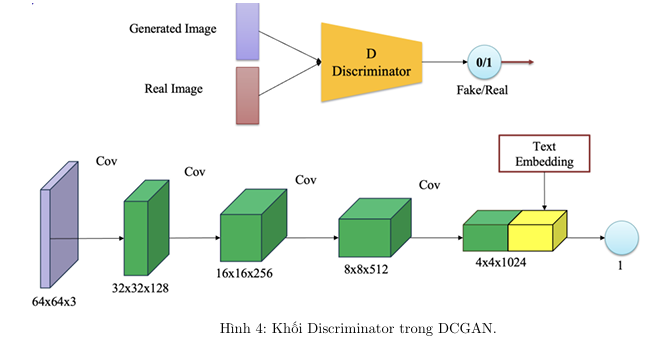 Generated Image
Real Image
D
Discriminator
0/1
Fake/Real
Cov
Cov
Cov
Cov
Text
Embedding
64x64x3
32x32x128
16x16x256
8x8x512
4x4x1024
1
Hình 4: Khối Discriminator trong DCGAN.